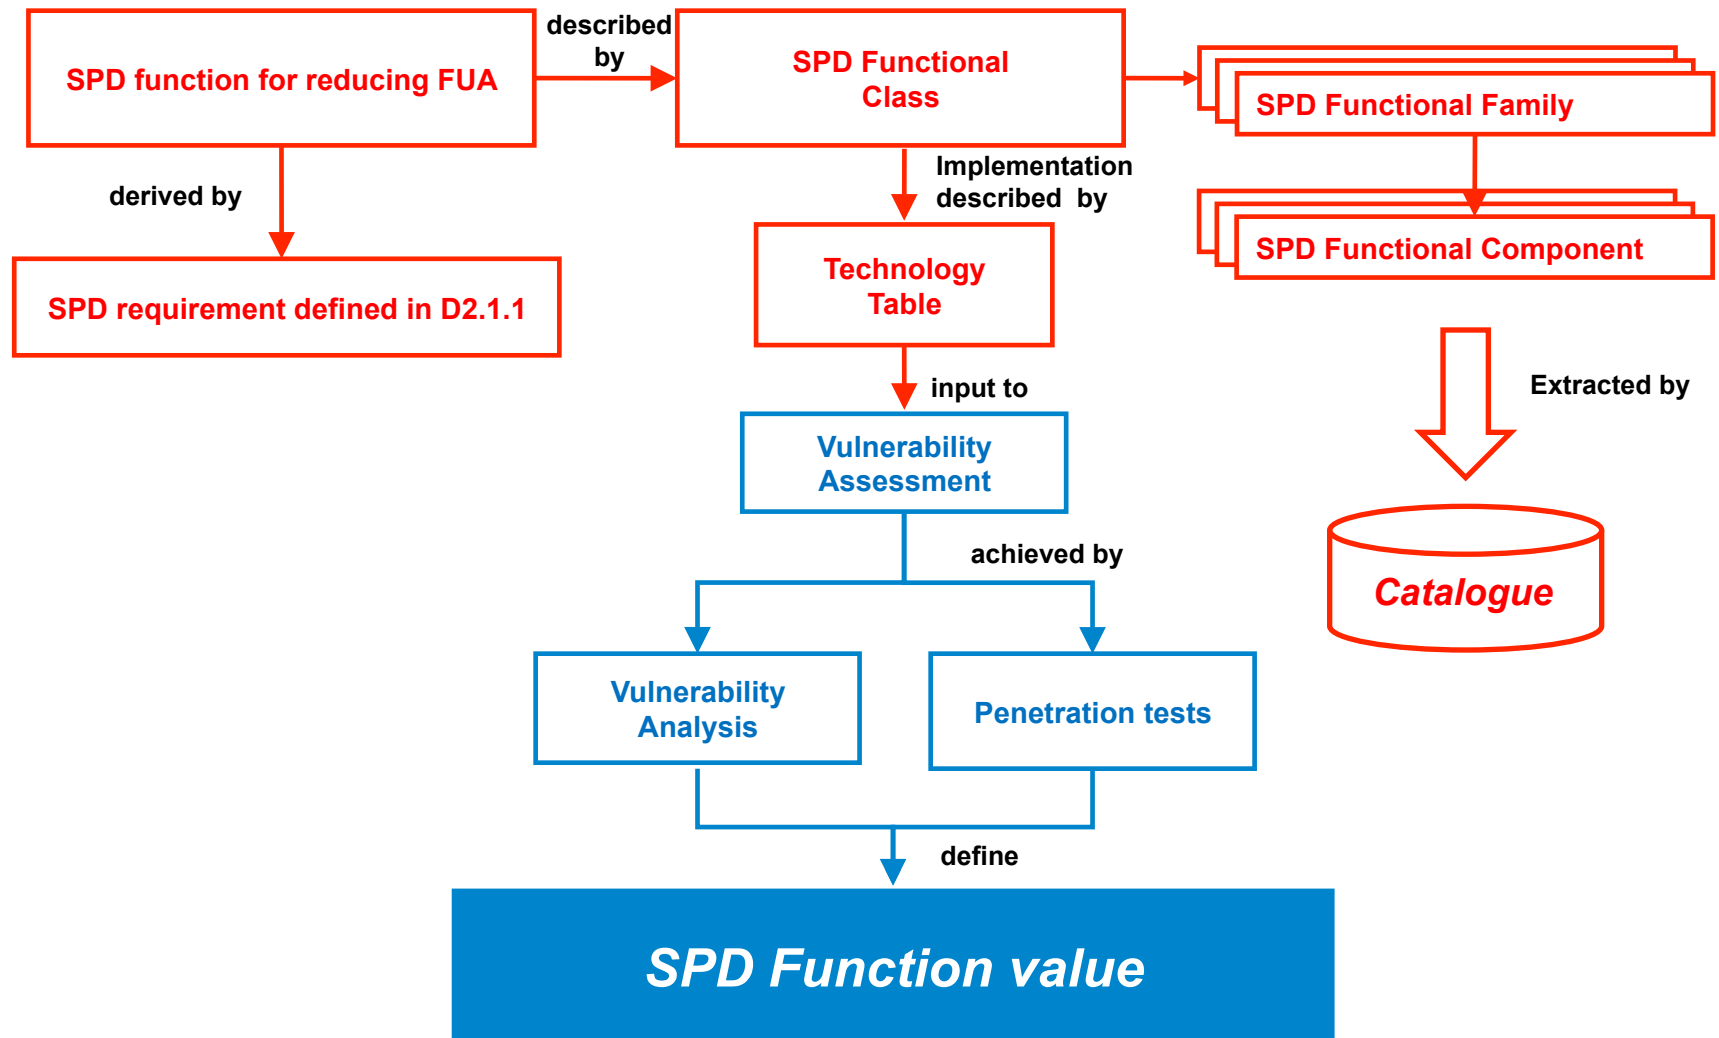 SPD function for reducing FUA
described
by
SPD Functional
Class
SPD Functional Family
derived by
Implementation
described  by
SPD requirement defined in D2.1.1
Technology
Table
SPD Functional Component
input to
Extracted by
Vulnerability
Assessment
achieved by
Catalogue
Vulnerability
Analysis
Penetration tests
define
SPD Function value